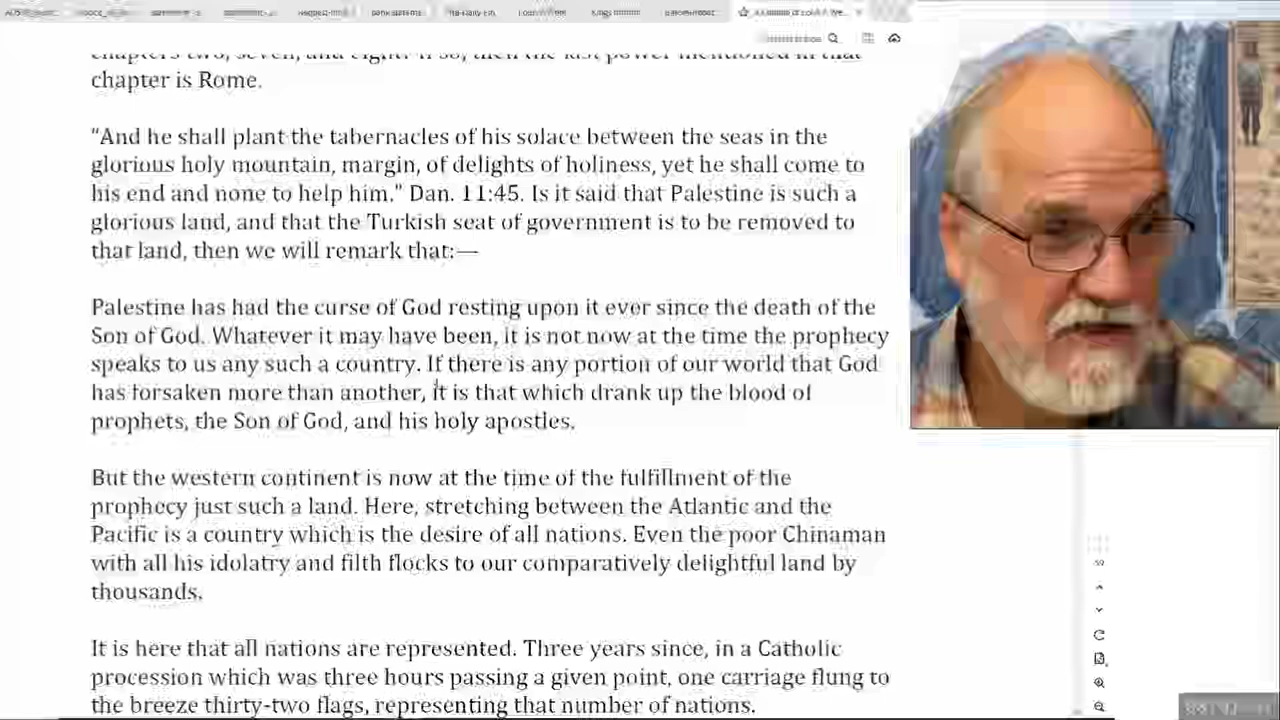 chapter is Rome.
"And he shall plant the tabernacles of his solace between the seas in the
glorious holy mountain, margin, of delights of holiness, yet he shall come to
his end and none to help him." Dan. 11:45. Is it said that Palestine is such a
glorious land, and that the Turkish seat of government is to be removed to
that land, then we will remark that:—
Palestine has had the curse of God resting upon it ever since the death of the
Son of God. Whatever it may have been, it is not now at the time the prophecy
speaks to us any such a country. If there is any portion of our world that God
has forsaken more than another, it is that which drank up the blood of
prophets, the Son of God, and his holy apostles.
But the western continent is now at the time of the fulfillment of the
prophecy just such a land. Here, stretching between the Atlantic and the
Pacific is a country which is the desire of all nations. Even the poor Chinaman
with all his idolatry and filth flocks to our comparatively delightful land by
thousands.
It is here that all nations are represented. Three years since, in a Catholic
procession which was three hours passing a given point, one carriage flung to
the breeze thirty-two flags, representing that number of nations.